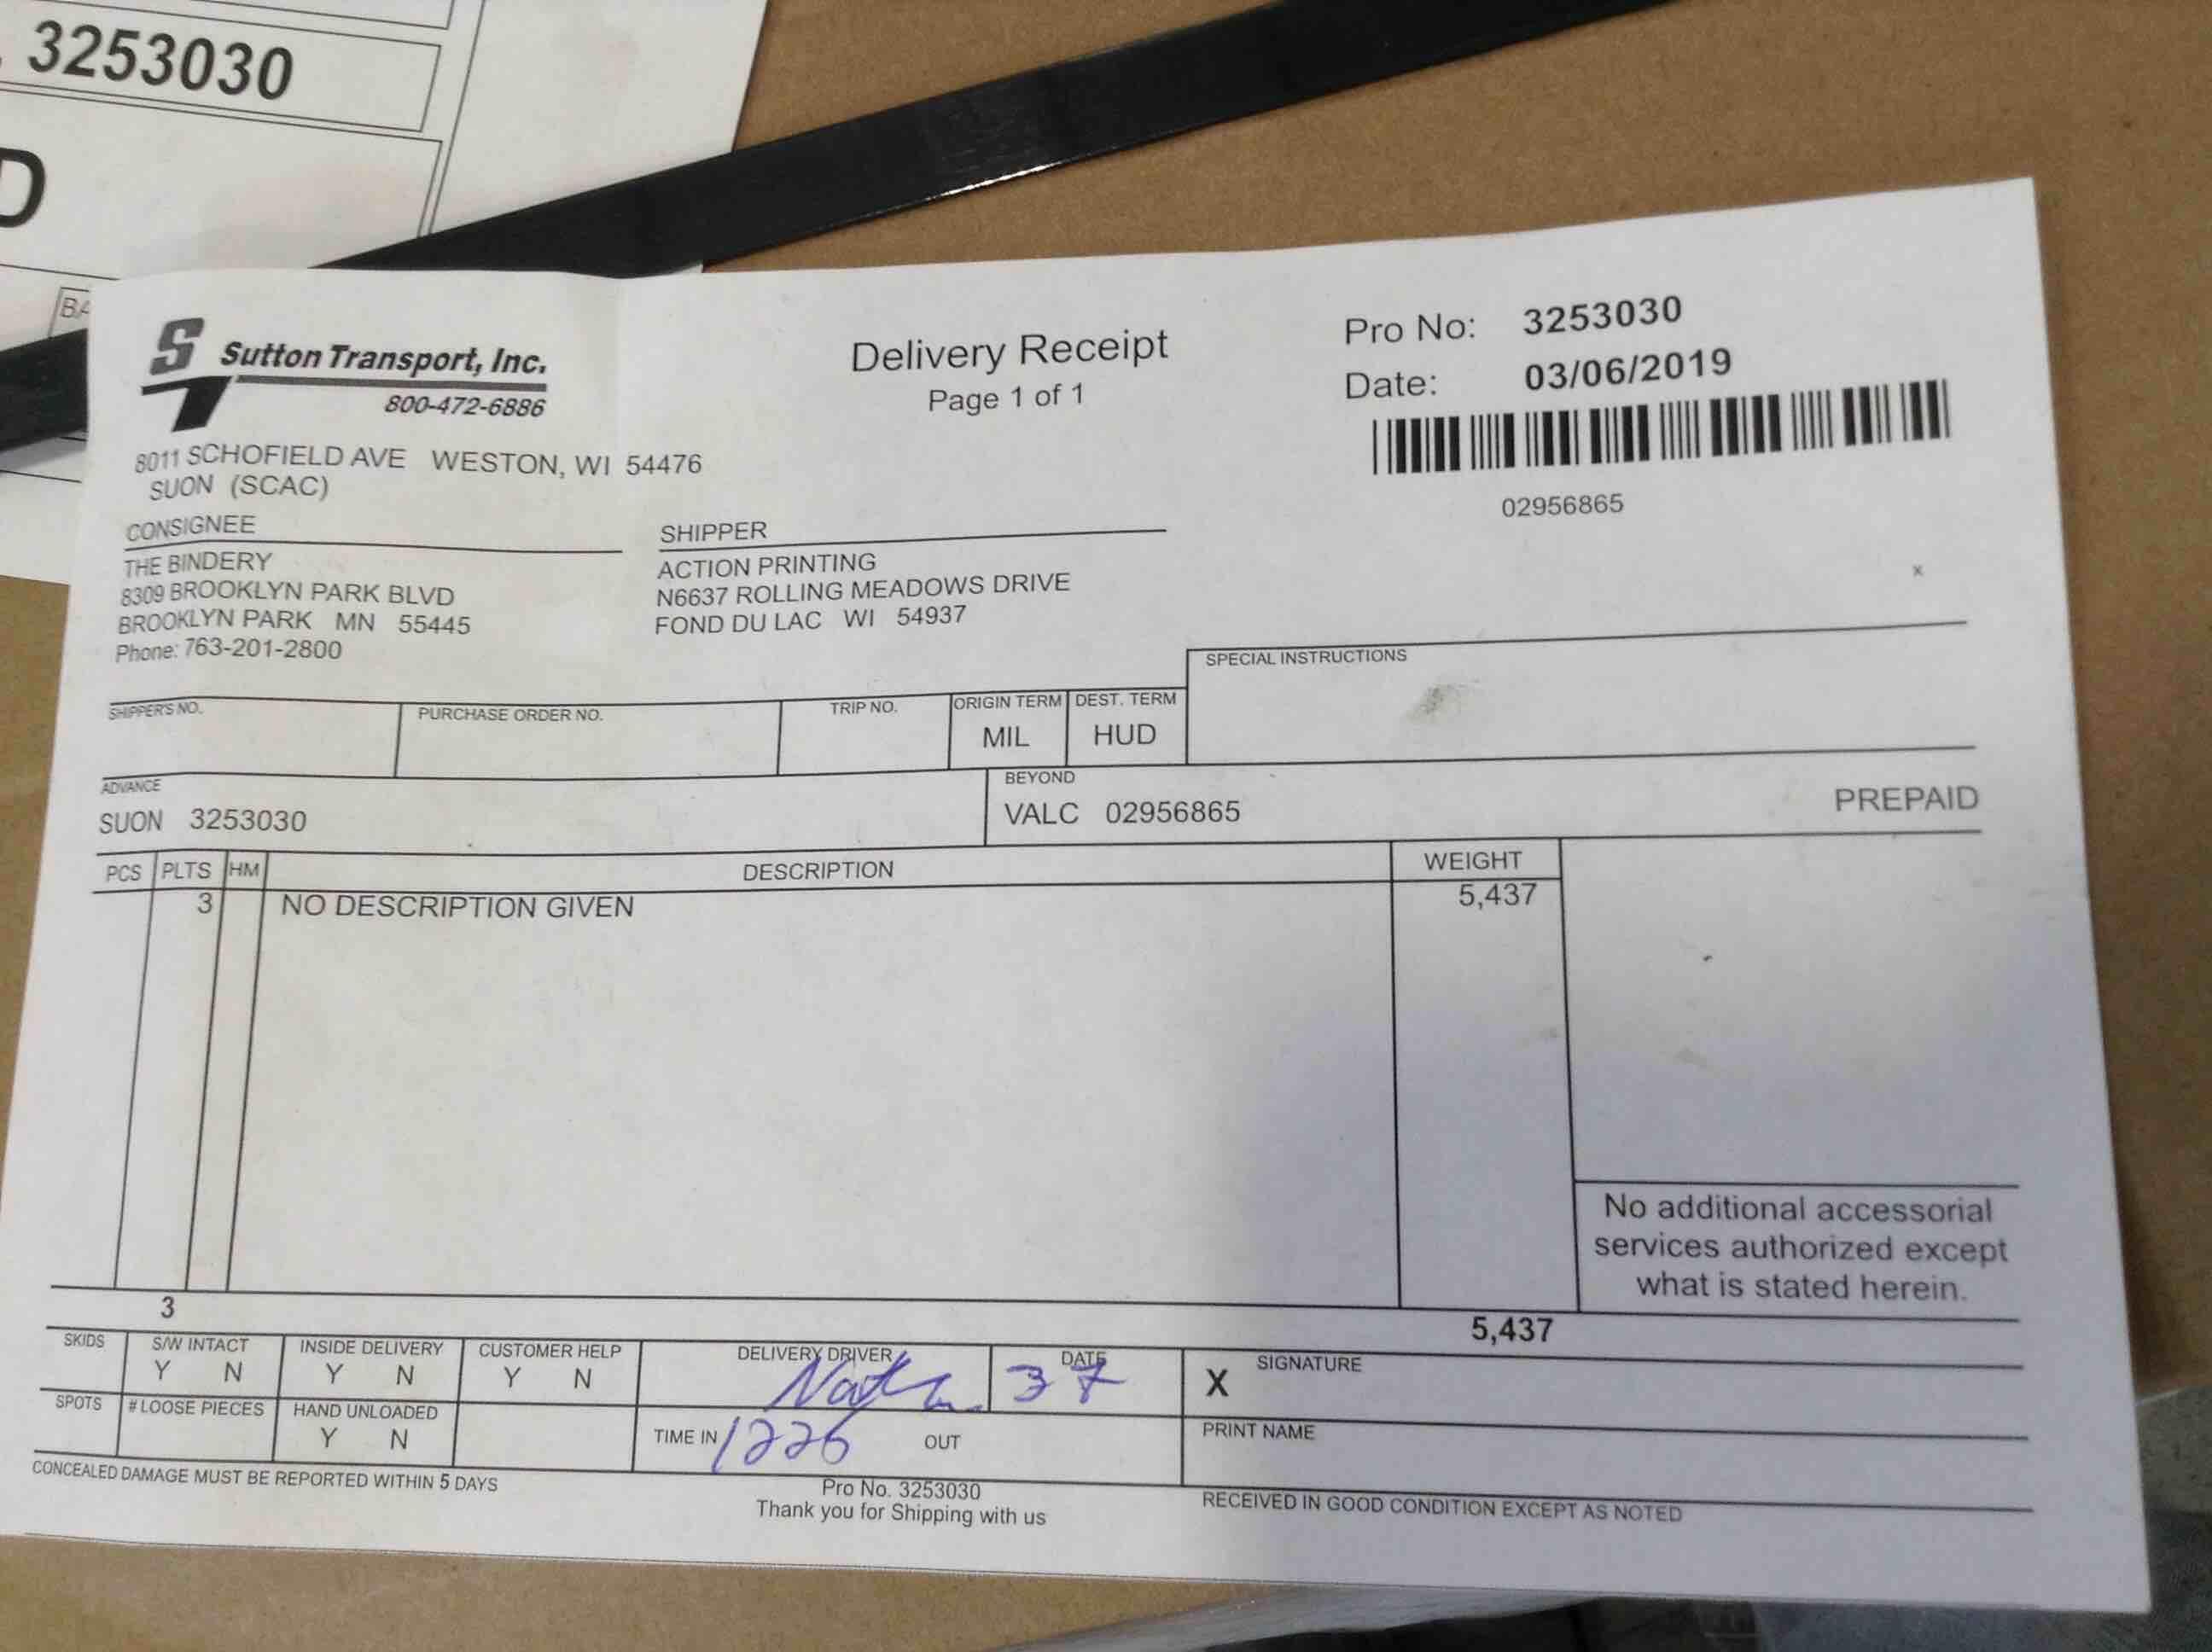 3253030
D
BA
S Sutton Transport, Inc.
800-472-6886
8011 SCHOFIELD AVE WESTON, WI 54476
SUON (SCAC)
Delivery Receipt
Page 1 of 1
Pro No: 3253030
Date: 03/06/2019
02956865
CONSIGNEE
THE BINDERY
8309 BROOKLYN PARK BLVD
BROOKLYN PARK MN 55445
Phone: 763-201-2800
SHIPPER
ACTION PRINTING
N6637 ROLLING MEADOWS DRIVE
FOND DU LAC WI 54937
x
SPECIAL INSTRUCTIONS
SHIPPER'S NO. PURCHASE ORDER NO. TRIP NO. ORIGIN TERM DEST. TERM
MIL HUD
ADVANCE BEYOND
SUON 3253030 VALC 02956865 PREPAID
PCS PLTS HM DESCRIPTION WEIGHT
3 NO DESCRIPTION GIVEN 5,437
No additional accessorial
services authorized except
what is stated herein.
3 5,437
SKIDS S/W INTACT INSIDE DELIVERY CUSTOMER HELP DELIVERY DRIVER DATE SIGNATURE
Y N Y N Y N Nathan 3 7 X
SPOTS # LOOSE PIECES HAND UNLOADED TIME IN 1226 OUT PRINT NAME
Y N
CONCEALED DAMAGE MUST BE REPORTED WITHIN 5 DAYS
Pro No. 3253030
Thank you for Shipping with us
RECEIVED IN GOOD CONDITION EXCEPT AS NOTED